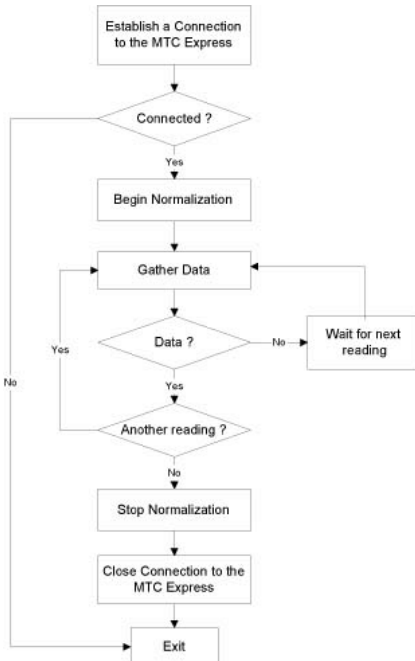 Establish a Connection
to the MTC Express
Connected ?
Yes
Begin Normalization
Gather Data
Data ?
No
Wait for next
reading
Yes
Yes
No
Another reading ?
No
Stop Normalization
Close Connection to the
MTC Express
Exit